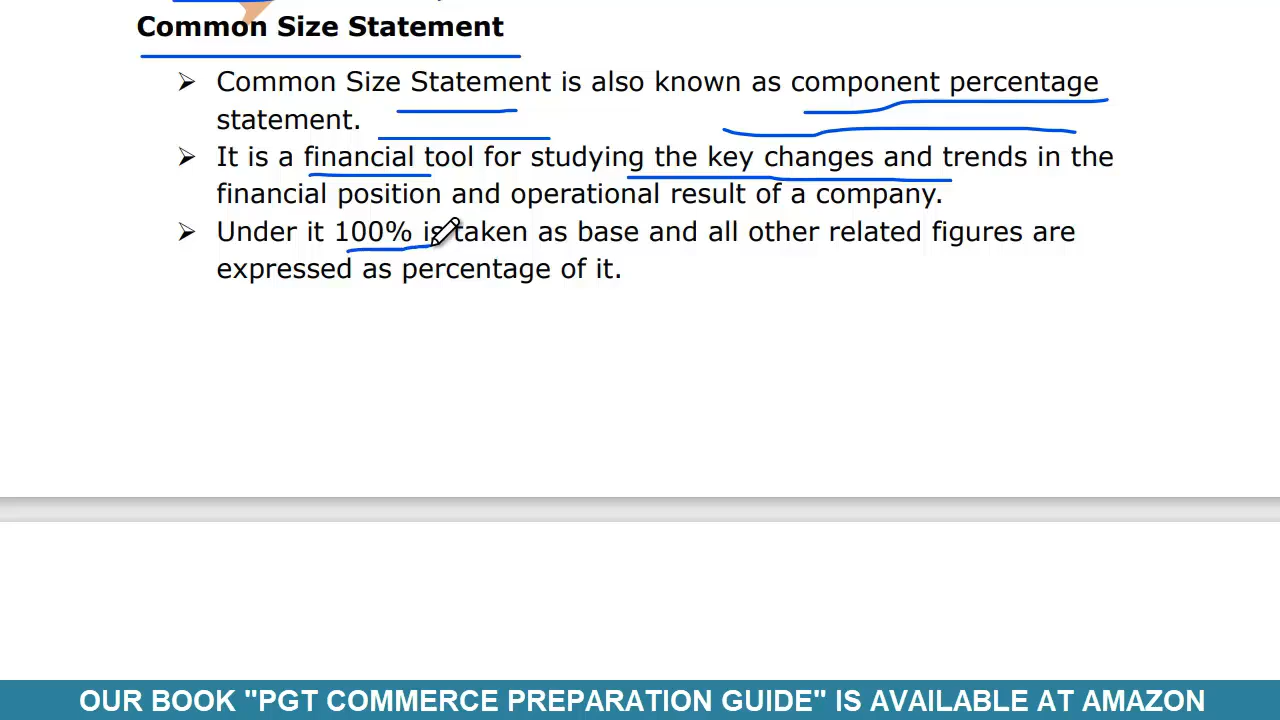 Common Size Statement
➢ Common Size Statement is also known as component percentage
statement.
➢ It is a financial tool for studying the key changes and trends in the
financial position and operational result of a company.
➢ Under it 100% is taken as base and all other related figures are
expressed as percentage of it.
OUR BOOK "PGT COMMERCE PREPARATION GUIDE" IS AVAILABLE AT AMAZON